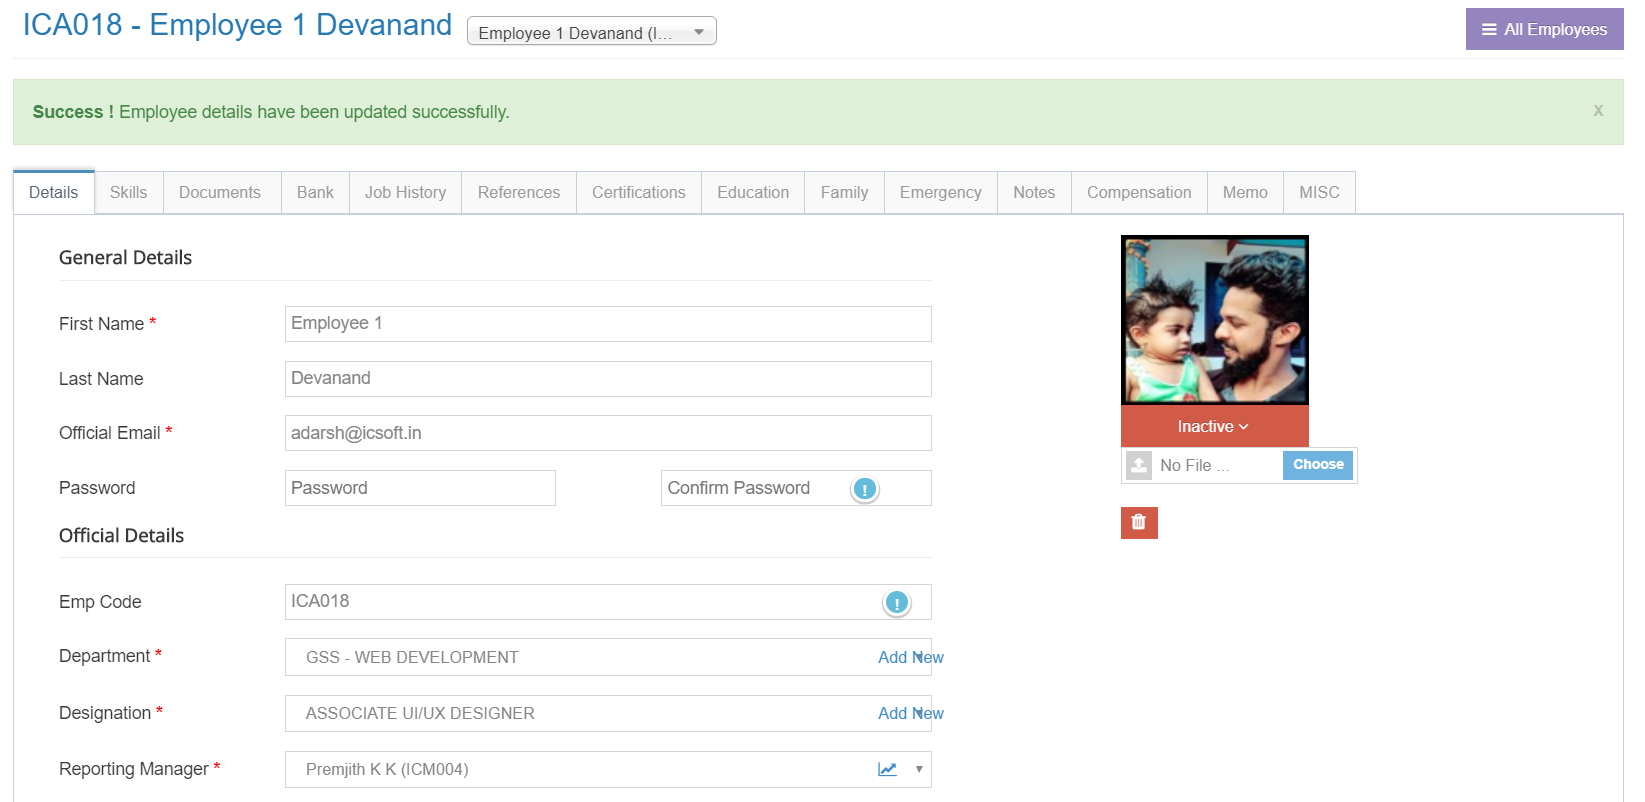 ICA018 - Employee 1 Devanand
Employee 1 Devanand (I...
All Employees
Success ! Employee details have been updated successfully.
x
Details Skills Documents Bank Job History References Certifications Education Family Emergency Notes Compensation Memo MISC
General Details
First Name * Employee 1
Last Name Devanand
Official Email * adarsh@icsoft.in
Password Password Confirm Password !
Inactive
No File ... Choose
Official Details
Emp Code ICA018 !
Department * GSS - WEB DEVELOPMENT Add New
Designation * ASSOCIATE UI/UX DESIGNER Add New
Reporting Manager * Premjith K K (ICM004)